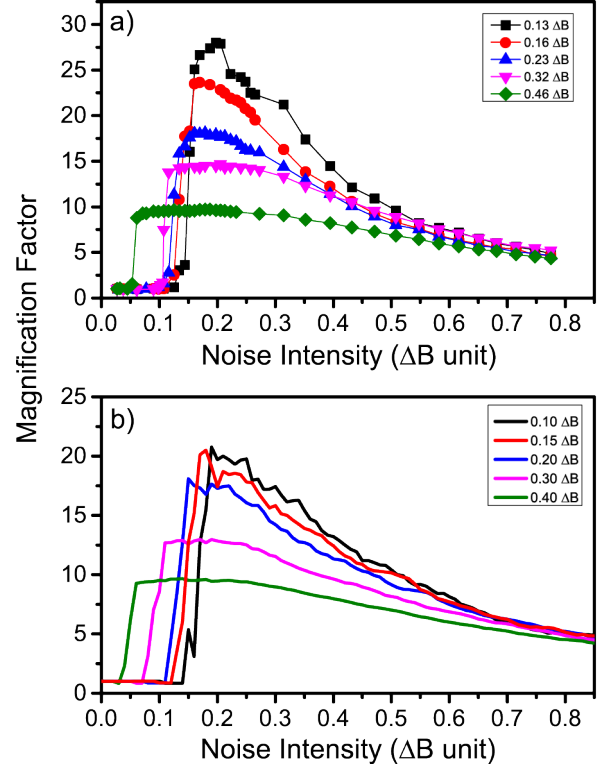 Magnification Factor
a)
0.13 ΔB
0.16 ΔB
0.23 ΔB
0.32 ΔB
0.46 ΔB
30
25
20
15
10
5
0
0.0 0.1 0.2 0.3 0.4 0.5 0.6 0.7 0.8
Noise Intensity (ΔB unit)
b)
0.10 ΔB
0.15 ΔB
0.20 ΔB
0.30 ΔB
0.40 ΔB
25
20
15
10
5
0
0.0 0.1 0.2 0.3 0.4 0.5 0.6 0.7 0.8
Noise Intensity (ΔB unit)